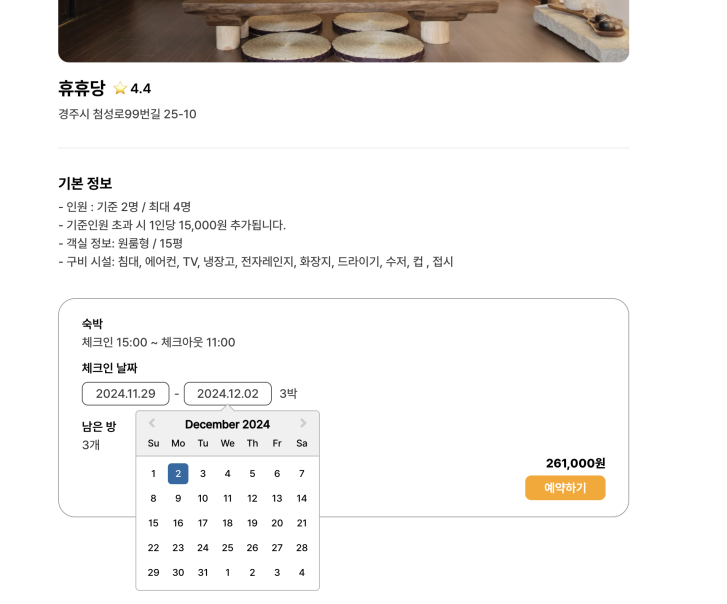 휴휴당 ⭐ 4.4
경주시 첨성로99번길 25-10
기본 정보
- 인원 : 기준 2명 / 최대 4명
- 기준인원 초과 시 1인당 15,000원 추가됩니다.
- 객실 정보: 원룸형 / 15평
- 구비 시설: 침대, 에어컨, TV, 냉장고, 전자레인지, 화장지, 드라이기, 수저, 컵 , 접시
숙박
체크인 15:00 ~ 체크아웃 11:00
체크인 날짜
2024.11.29 - 2024.12.02 3박
남은 방
3개
December 2024
Su Mo Tu We Th Fr Sa
1 2 3 4 5 6 7
8 9 10 11 12 13 14
15 16 17 18 19 20 21
22 23 24 25 26 27 28
29 30 31 1 2 3 4
261,000원
예약하기